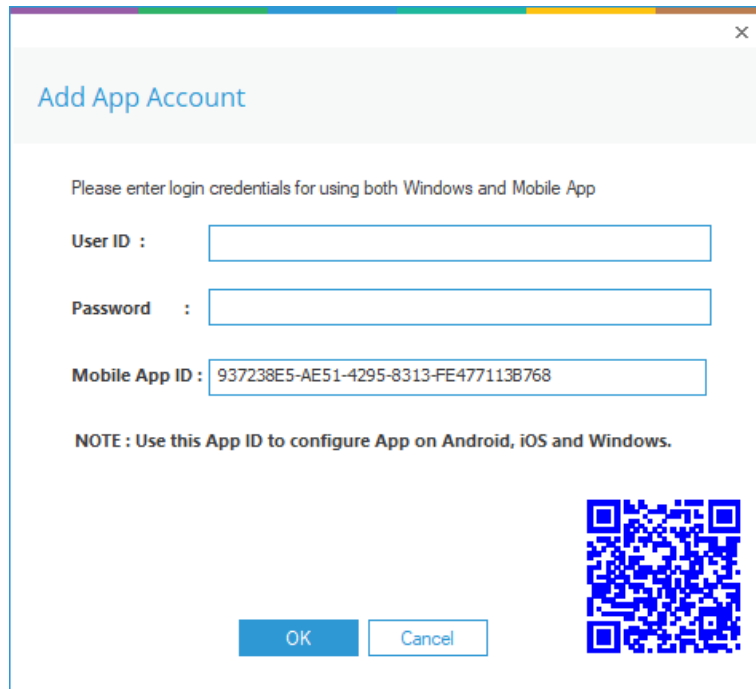 Add App Account
Please enter login credentials for using both Windows and Mobile App
User ID :
Password :
Mobile App ID : 937238E5-AE51-4295-8313-FE477113B768
NOTE : Use this App ID to configure App on Android, iOS and Windows.
OK Cancel